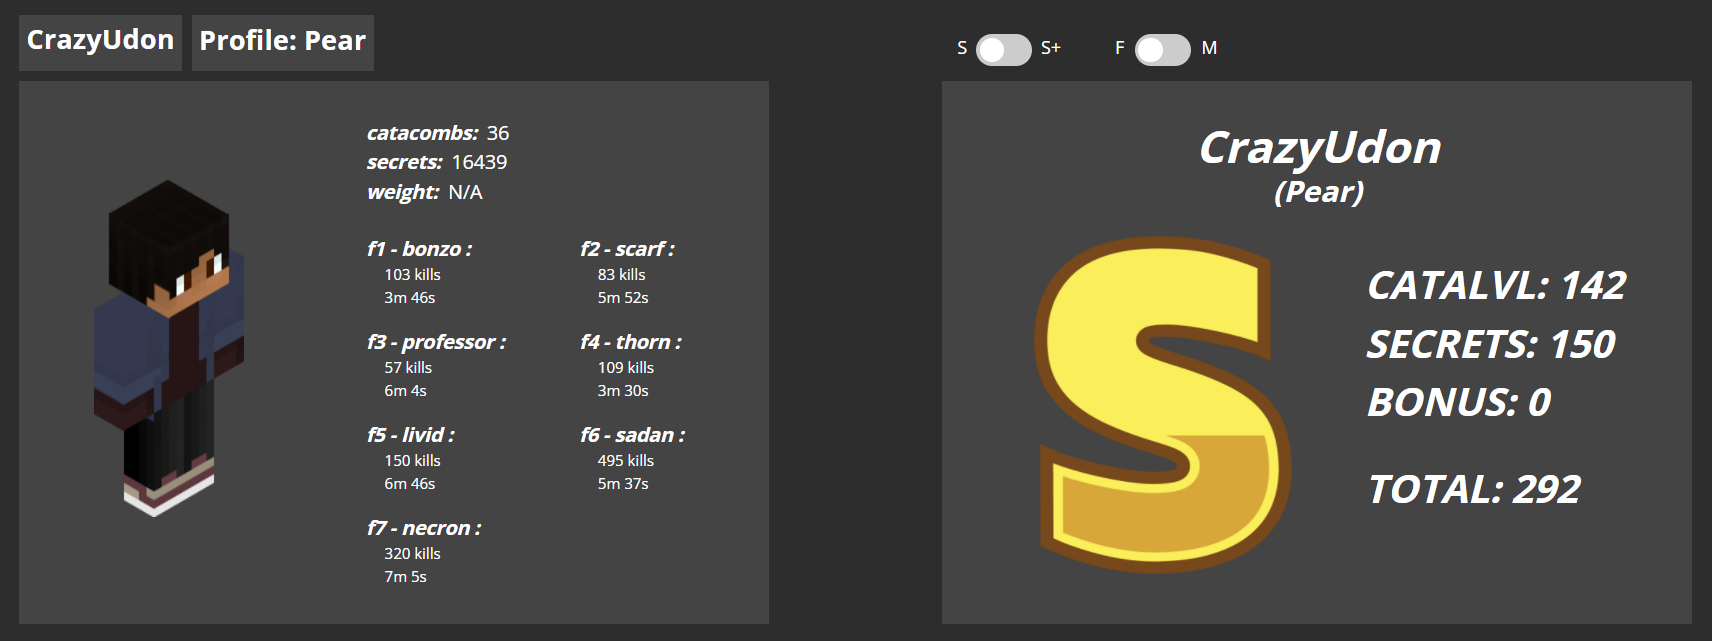 CrazyUdon
Profile: Pear
catacombs: 36
secrets: 16439
weight: N/A
f1 - bonzo :
103 kills
3m 46s
f2 - scarf :
83 kills
5m 52s
f3 - professor :
57 kills
6m 4s
f4 - thorn :
109 kills
3m 30s
f5 - livid :
150 kills
6m 46s
f6 - sadan :
495 kills
5m 37s
f7 - necron :
320 kills
7m 5s
S S+
F M
CrazyUdon
(Pear)
S
CATALVL: 142
SECRETS: 150
BONUS: 0
TOTAL: 292